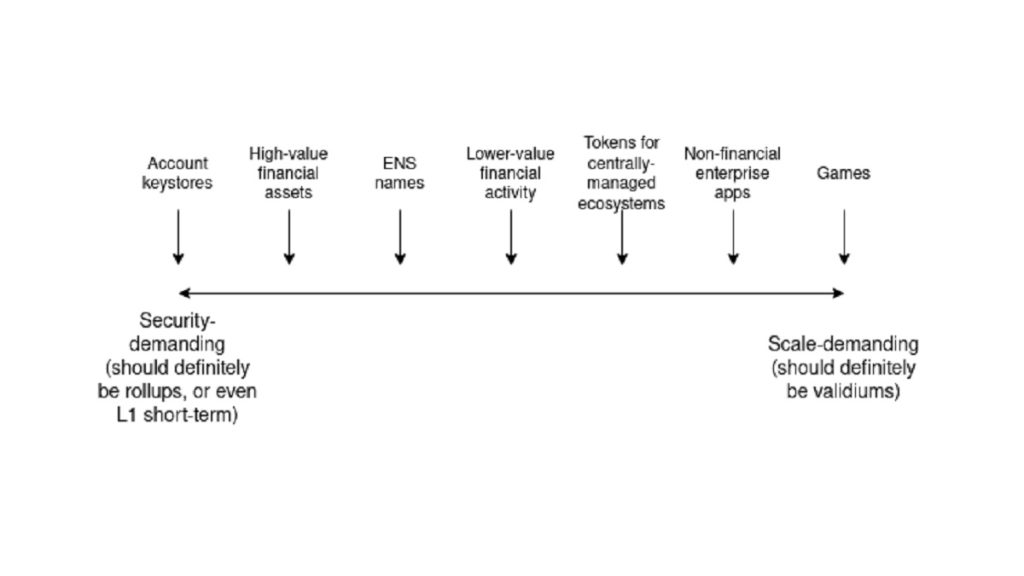 Account
keystores
High-value
financial
assets
ENS
names
Lower-value
financial
activity
Tokens for
centrally-
managed
ecosystems
Non-financial
enterprise
apps
Games
Security-
demanding
(should definitely
be rollups, or even
L1 short-term)
Scale-demanding
(should definitely
be validiums)